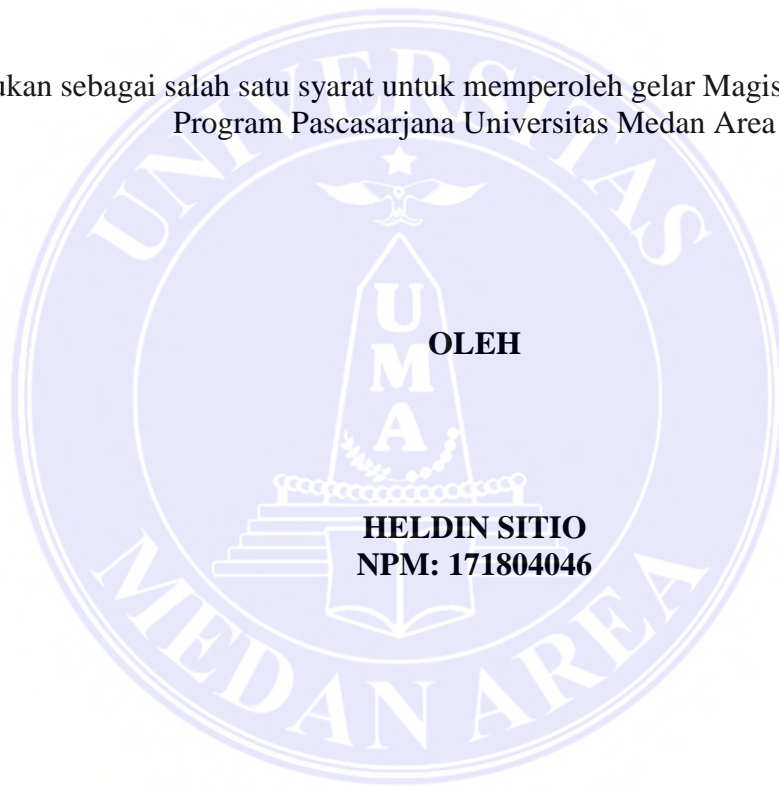 ukan sebagai salah satu syarat untuk memperoleh gelar Magis
Program Pascasarjana Universitas Medan Area
UNIVERSITAS
UMA
OLEH
HELDIN SITIO
NPM: 171804046
MEDAN AREA